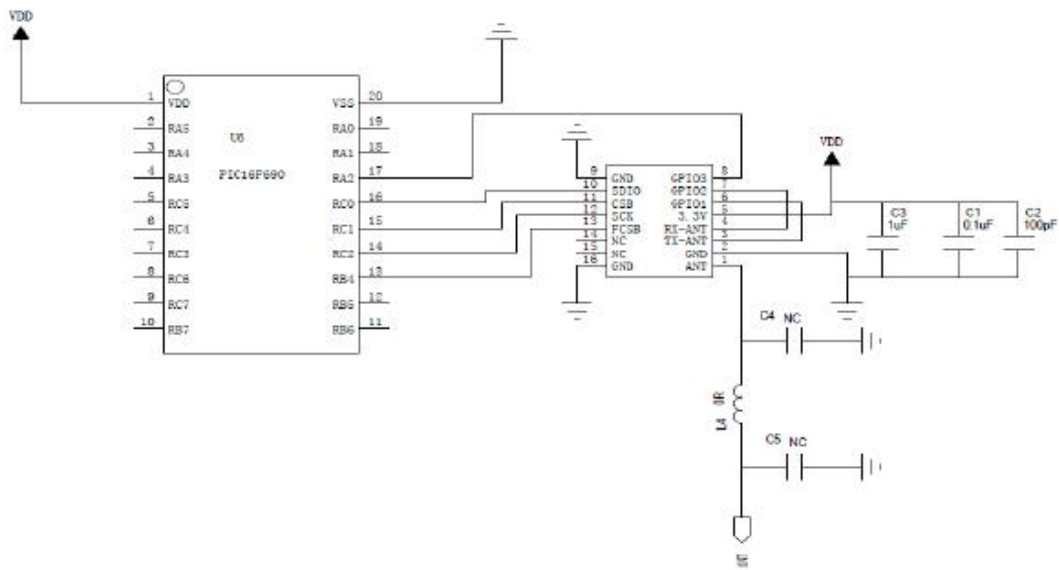 VDD
1 VDD VSS 20
2 RA5 RA0 19
3 RA4 U6 RA1 18
4 RA3 PIC16F690 RA2 17
5 RC5 RC0 16
6 RC4 RC1 15
7 RC3 RC2 14
8 RC6 RB4 13
9 RC7 RB5 12
10 RB7 RB6 11
VDD
9 GND GPIO3 8
10 SDIO GPIO2 7
11 CSB GPIO1 6
12 SCK 3.3V 5
13 FCSB RX-ANT 4
14 NC TX-ANT 3
15 NC GND 2
16 GND ANT 1
C3 C1 C2
1uF 0.1uF 100pF
C4 NC
L4 0R
C5 NC